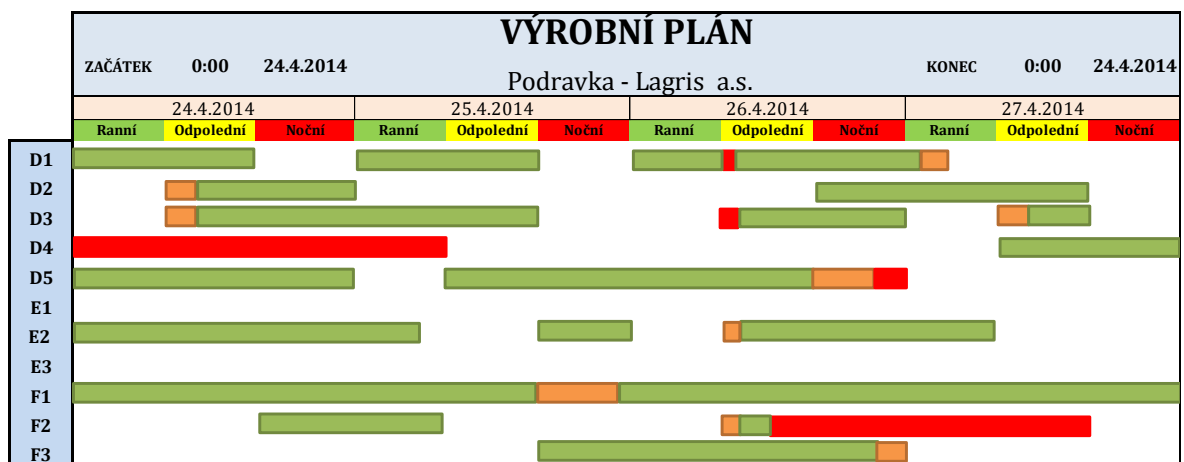 VÝROBNÍ PLÁN
ZAČÁTEK 0:00 24.4.2014 Podravka - Lagris a.s. KONEC 0:00 24.4.2014
24.4.2014 25.4.2014 26.4.2014 27.4.2014
Ranní Odpolední Noční Ranní Odpolední Noční Ranní Odpolední Noční Ranní Odpolední Noční
D1
D2
D3
D4
D5
E1
E2
E3
F1
F2
F3